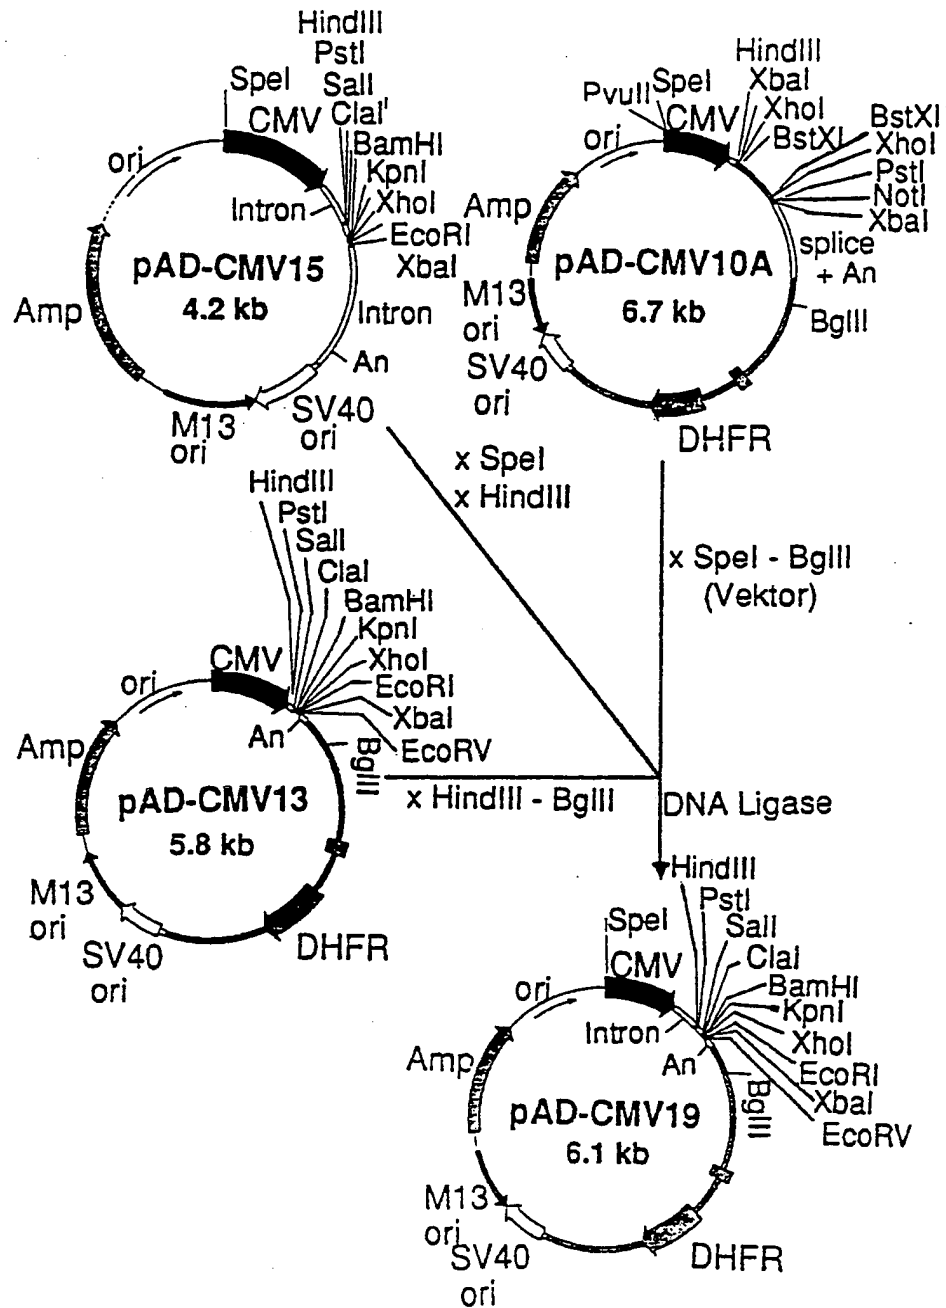 HindIII
PstI
SalI
ClaI'
SpeI
CMV
BamHI
KpnI
XhoI
EcoRI
XbaI
ori
Intron
Amp
pAD-CMV15
4.2 kb
Intron
An
SV40
ori
M13
ori
HindIII
XbaI
XhoI
BstXI
PvuII
SpeI
CMV
BstXI
XhoI
PstI
NotI
XbaI
ori
Amp
pAD-CMV10A
6.7 kb
splice
+ An
BglII
M13
ori
SV40
ori
DHFR
x SpeI
x HindIII
x SpeI - BglII
(Vektor)
HindIII
PstI
SalI
ClaI
BamHI
KpnI
XhoI
EcoRI
XbaI
EcoRV
CMV
ori
An
BglII
Amp
pAD-CMV13
5.8 kb
M13
ori
SV40
ori
DHFR
x HindIII - BglII
DNA Ligase
HindIII
PstI
SalI
ClaI
BamHI
KpnI
XhoI
EcoRI
XbaI
EcoRV
SpeI
CMV
ori
Intron
An
BglII
Amp
pAD-CMV19
6.1 kb
M13
ori
SV40
ori
DHFR